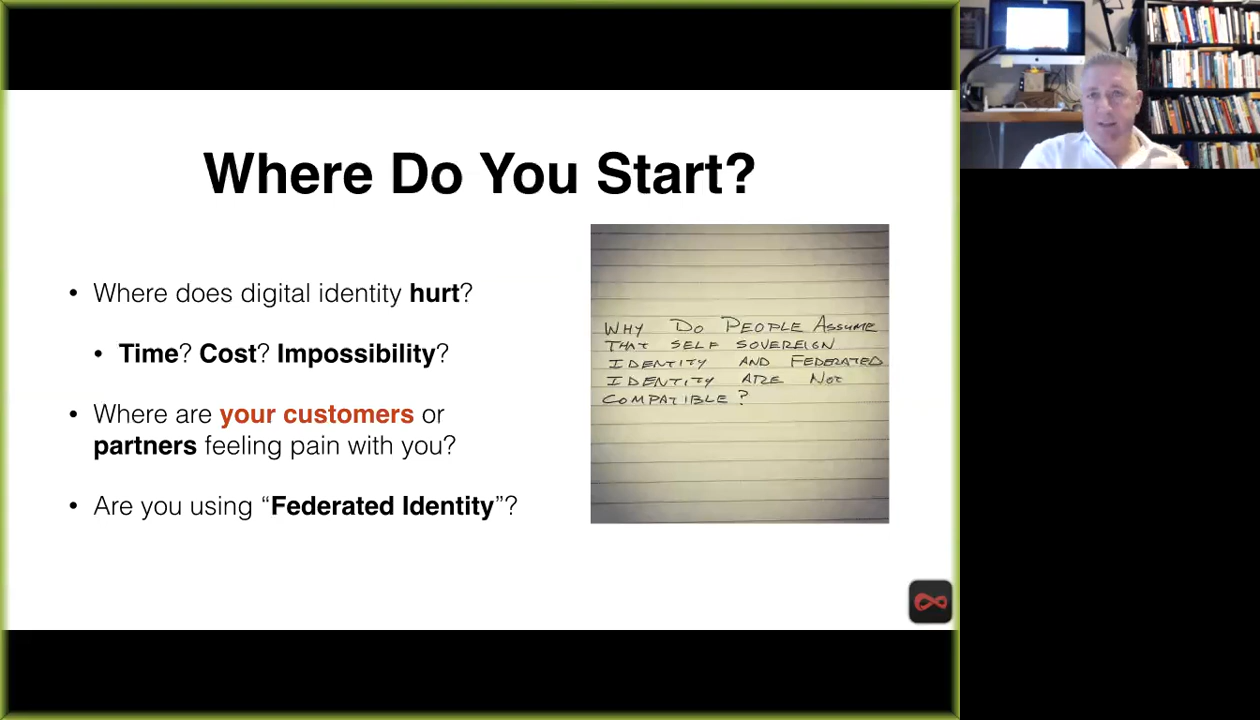 Where Do You Start?
• Where does digital identity hurt?
• Time? Cost? Impossibility?
• Where are your customers or
partners feeling pain with you?
• Are you using “Federated Identity”?
WHY DO PEOPLE ASSUME
THAT SELF SOVEREIGN
IDENTITY AND FEDERATED
IDENTITY ARE NOT
COMPATIBLE?